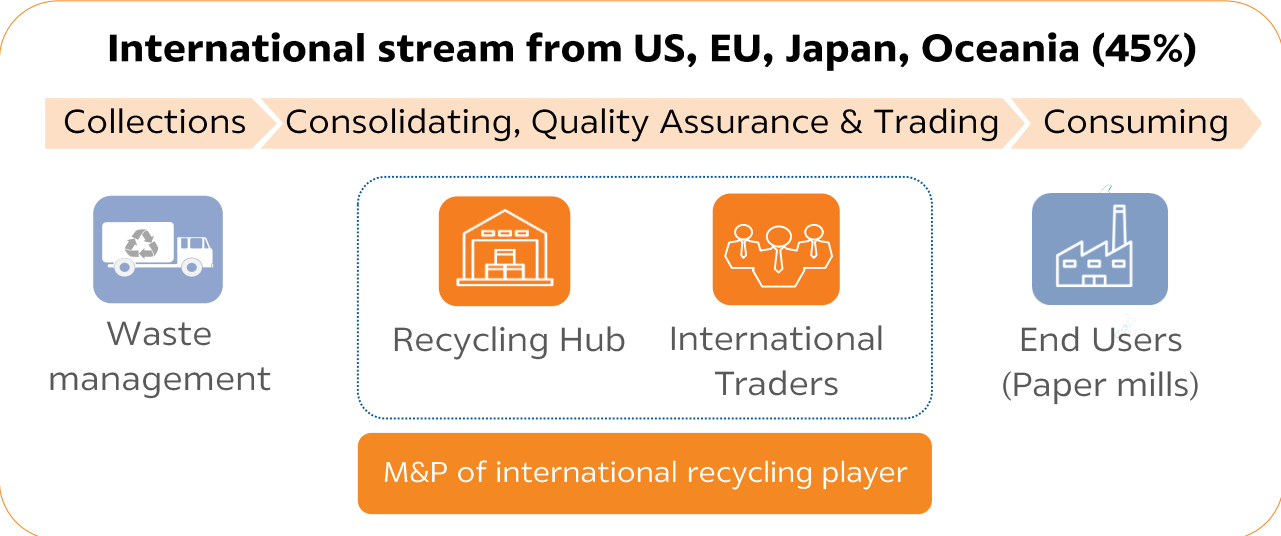 International stream from US, EU, Japan, Oceania (45%)
Collections
Consolidating, Quality Assurance & Trading
Consuming
Waste
management
Recycling Hub
International
Traders
End Users
(Paper mills)
M&P of international recycling player